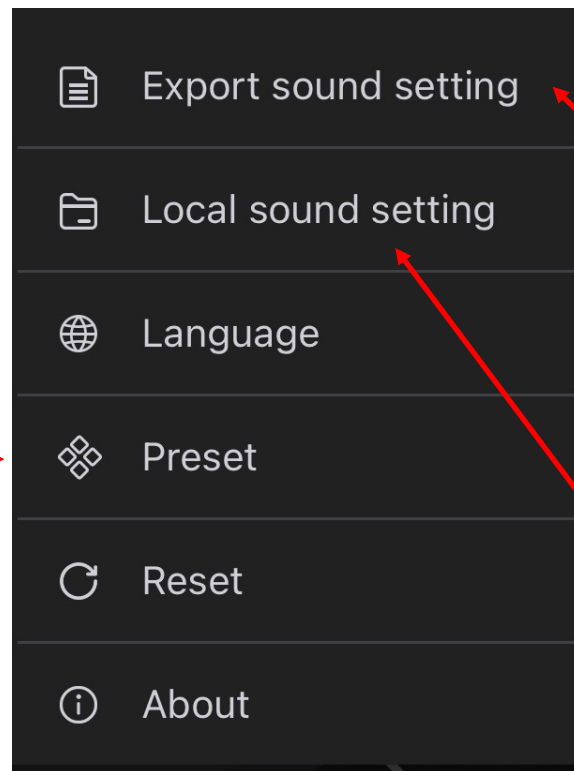 Export sound setting
Local sound setting
Language
Preset
Reset
About